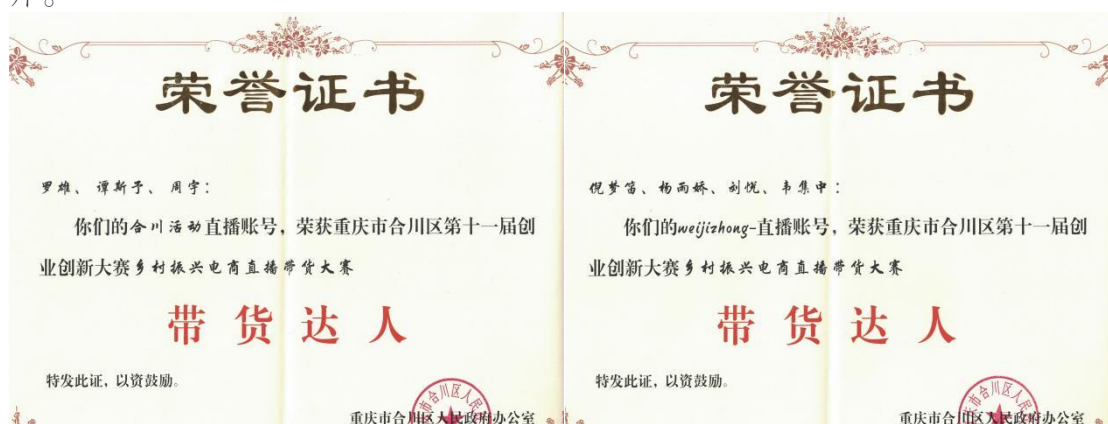 荣誉证书
罗雄、谭斯予、周宇：
你们的合川活动直播账号，荣获重庆市合川区第十一届创
业创新大赛乡村振兴电商直播带货大赛
带货达人
特发此证，以资鼓励。
重庆市合川区人民政府办公室
荣誉证书
倪梦笛、杨雨娇、刘悦、韦集中：
你们的weijizhong-直播账号，荣获重庆市合川区第十一届创
业创新大赛乡村振兴电商直播带货大赛
带货达人
特发此证，以资鼓励。
重庆市合川区人民政府办公室